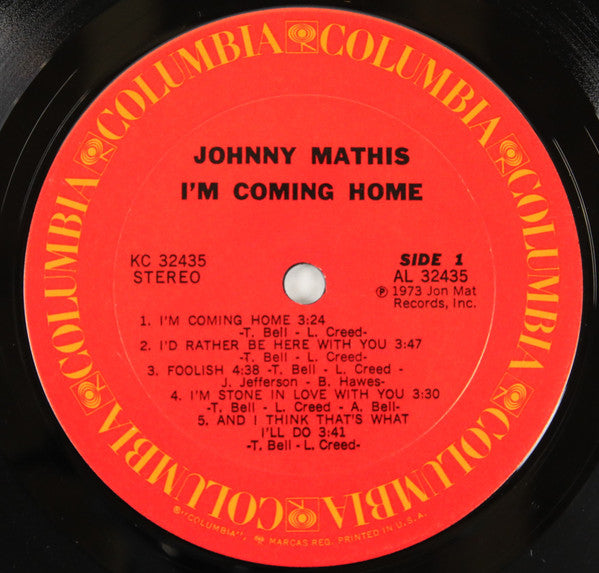 COLUMBIA COLUMBIA COLUMBIA COLUMBIA COLUMBIA COLUMBIA
JOHNNY MATHIS
I'M COMING HOME
KC 32435
STEREO
SIDE 1
AL 32435
Ⓟ 1973 Jon Mat
Records, Inc.
1. I'M COMING HOME 3:24
-T. Bell - L. Creed-
2. I'D RATHER BE HERE WITH YOU 3:47
-T. Bell - L. Creed-
3. FOOLISH 4:38 -T. Bell - L. Creed -
J. Jefferson - B. Hawes-
4. I'M STONE IN LOVE WITH YOU 3:30
-T. Bell - L. Creed - A. Bell-
5. AND I THINK THAT'S WHAT
I'LL DO 3:41
-T. Bell - L. Creed-
®"COLUMBIA", MARCAS REG. PRINTED IN U.S.A.